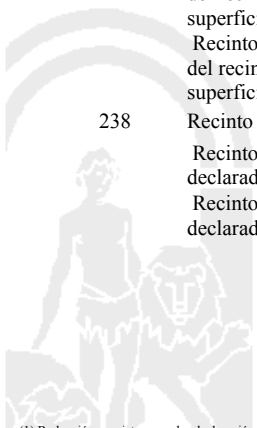 superfici
Recinto
del recin
superfici
238 Recinto
Recinto
declarad
Recinto
declarad